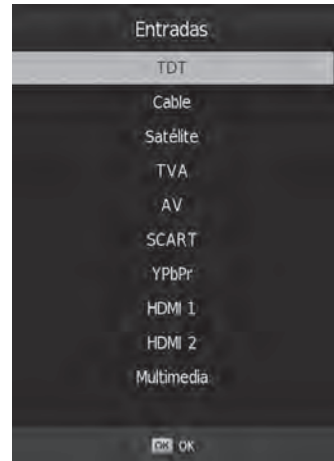 Entradas
TDT
Cable
Satélite
TVA
AV
SCART
YPbPr
HDMI 1
HDMI 2
Multimedia
OK OK